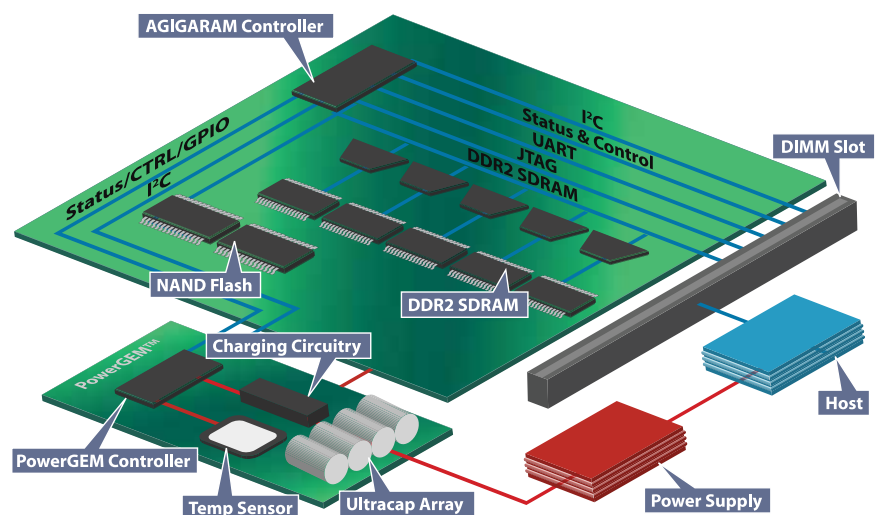 AGIGARAM Controller
I²C
Status & Control
UART
JTAG
DDR2 SDRAM
DIMM Slot
Status/CTRL/GPIO
I²C
NAND Flash
DDR2 SDRAM
PowerGEM™
Charging Circuitry
Host
PowerGEM Controller
Temp Sensor
Ultracap Array
Power Supply